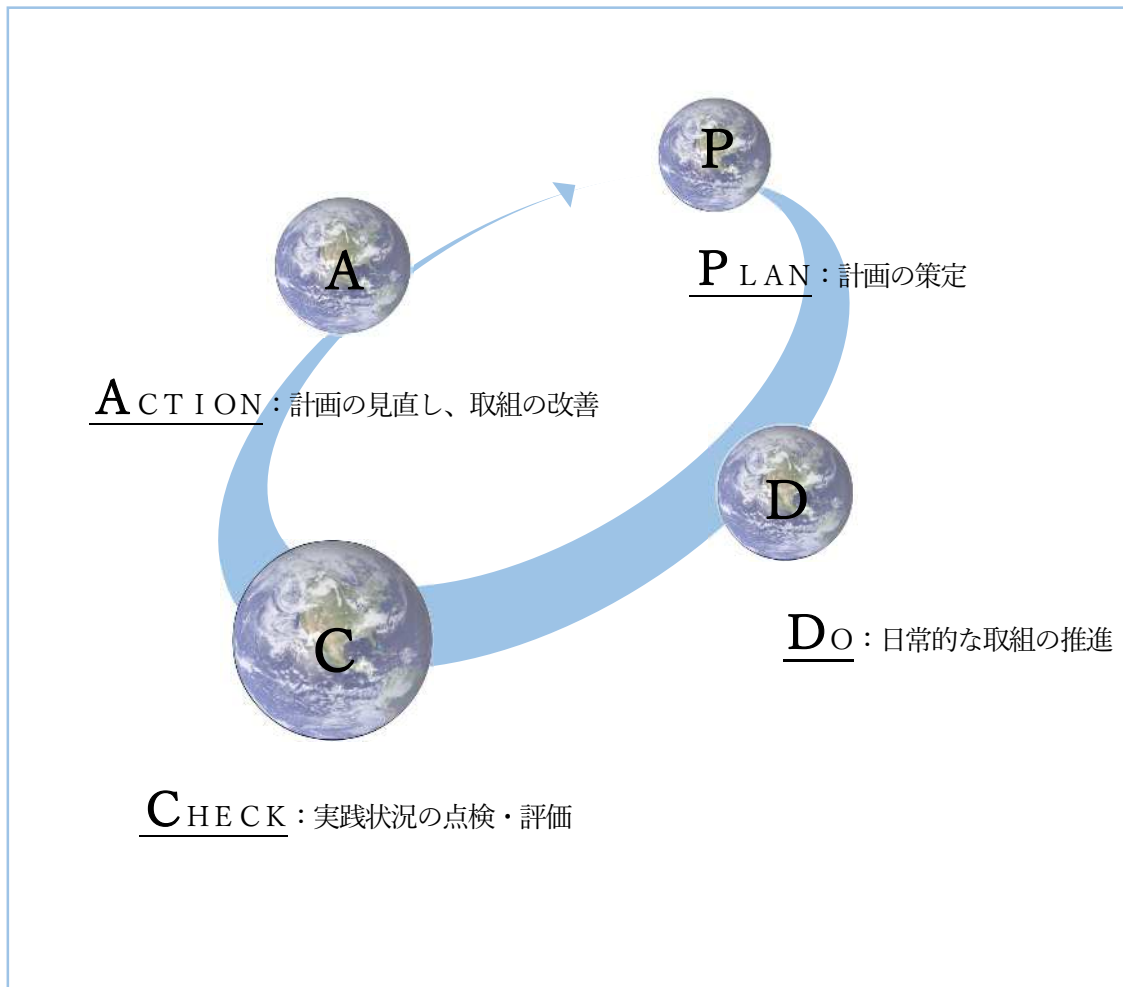 P
A
ＰＬＡＮ：計画の策定
ＡＣＴＩＯＮ：計画の見直し、取組の改善
D
C
ＤＯ：日常的な取組の推進
ＣＨＥＣＫ：実践状況の点検・評価